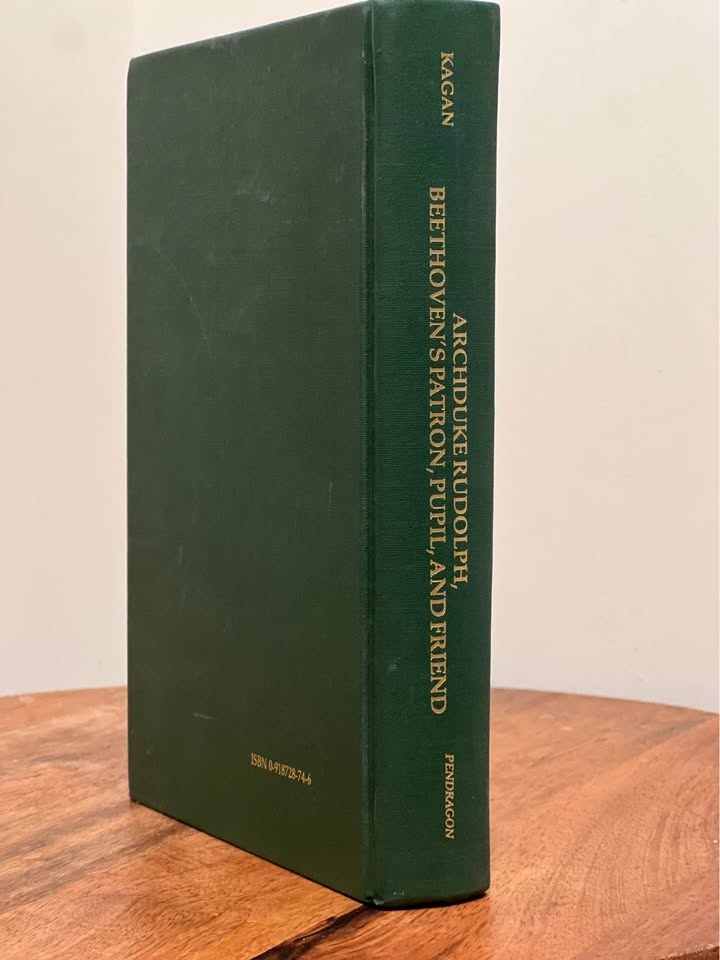 KAGAN
ARCHDUKE RUDOLPH,
BEETHOVEN'S PATRON, PUPIL, AND FRIEND
PENDRAGON
ISBN 0-918728-74-6